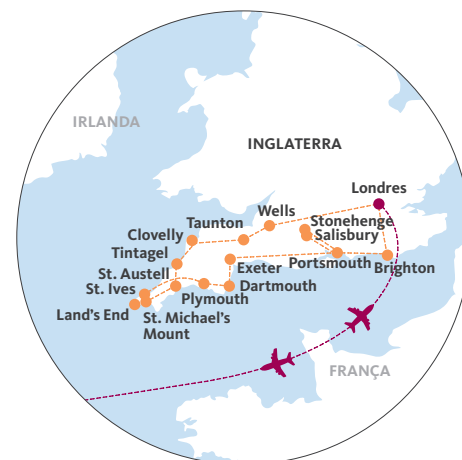 IRLANDA
INGLATERRA
Londres
Wells
Taunton
Stonehenge
Salisbury
Clovelly
Tintagel
Exeter
Portsmouth
Brighton
St. Austell
St. Ives
Plymouth
Dartmouth
Land's End
St. Michael's
Mount
FRANÇA